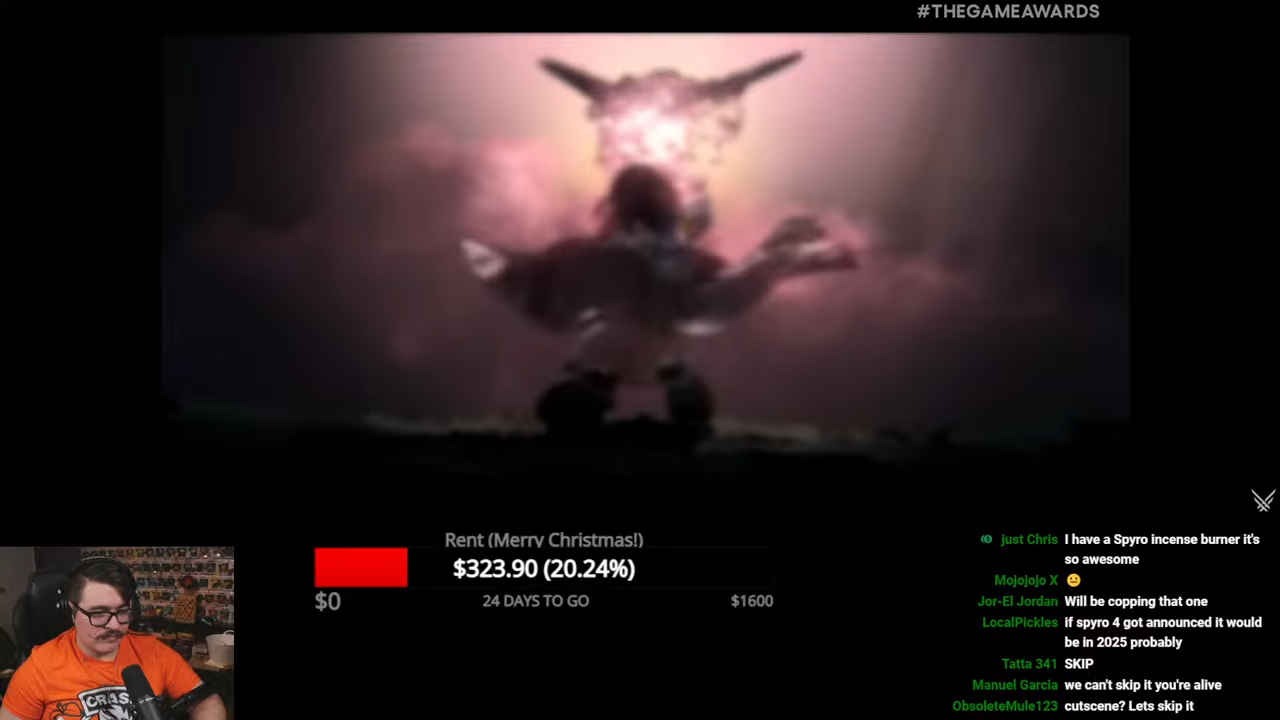 #THEGAMEAWARDS
Rent (Merry Christmas!)
$323.90 (20.24%)
$0 24 DAYS TO GO $1600
just Chris I have a Spyro incense burner it's
so awesome
Mojojojo X 😐
Jor-El Jordan Will be copping that one
LocalPickles if spyro 4 got announced it would
be in 2025 probably
Tatta 341 SKIP
Manuel Garcia we can't skip it you're alive
ObsoleteMule123 cutscene? Lets skip it
CRAS